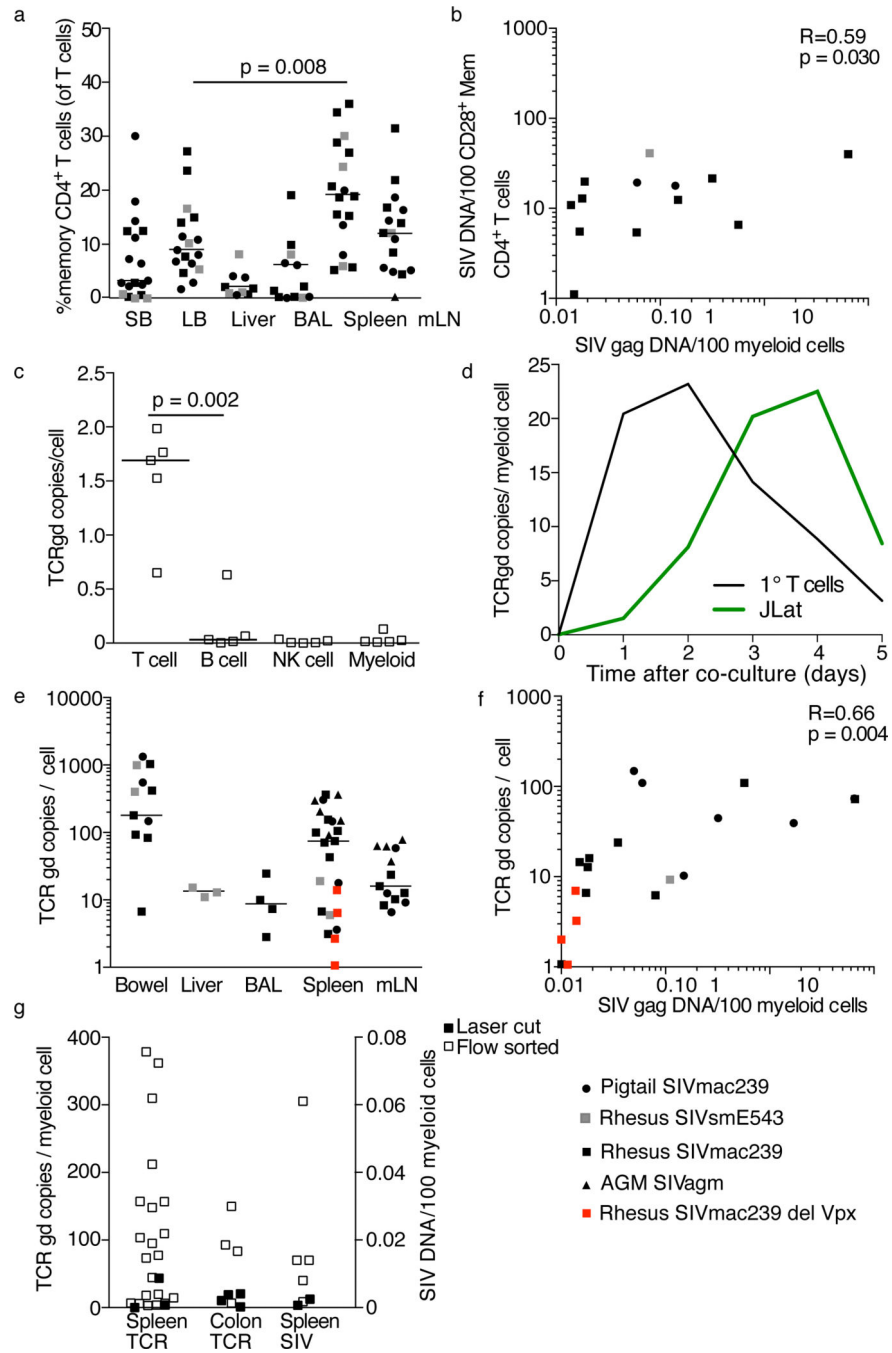 a
%memory CD4+ T cells (of T cells)
50
40
30
20
10
0
p = 0.008
SB LB Liver BAL Spleen mLN
b
SIV DNA/100 CD28+ Mem
CD4+ T cells
1000
100
10
1
R=0.59
p = 0.030
0.01 0.10 1 10
SIV gag DNA/100 myeloid cells
c
TCRgd copies/cell
2.5
2.0
1.5
1.0
0.5
0
p = 0.002
T cell B cell NK cell Myeloid
d
TCRgd copies/ myeloid cell
25
20
15
10
5
0
1° T cells
JLat
0 1 2 3 4 5
Time after co-culture (days)
e
TCR gd copies / cell
10000
1000
100
10
1
Bowel Liver BAL Spleen mLN
f
TCR gd copies / cell
1000
100
10
1
R=0.66
p = 0.004
0.01 0.10 1 10
SIV gag DNA/100 myeloid cells
g
TCR gd copies / myeloid cell
400
300
200
100
0
Spleen Colon Spleen
TCR TCR SIV
0.08
0.06
0.04
0.02
0
SIV DNA/100 myeloid cells
Laser cut
Flow sorted
Pigtail SIVmac239
Rhesus SIVsmE543
Rhesus SIVmac239
AGM SIVagm
Rhesus SIVmac239 del Vpx